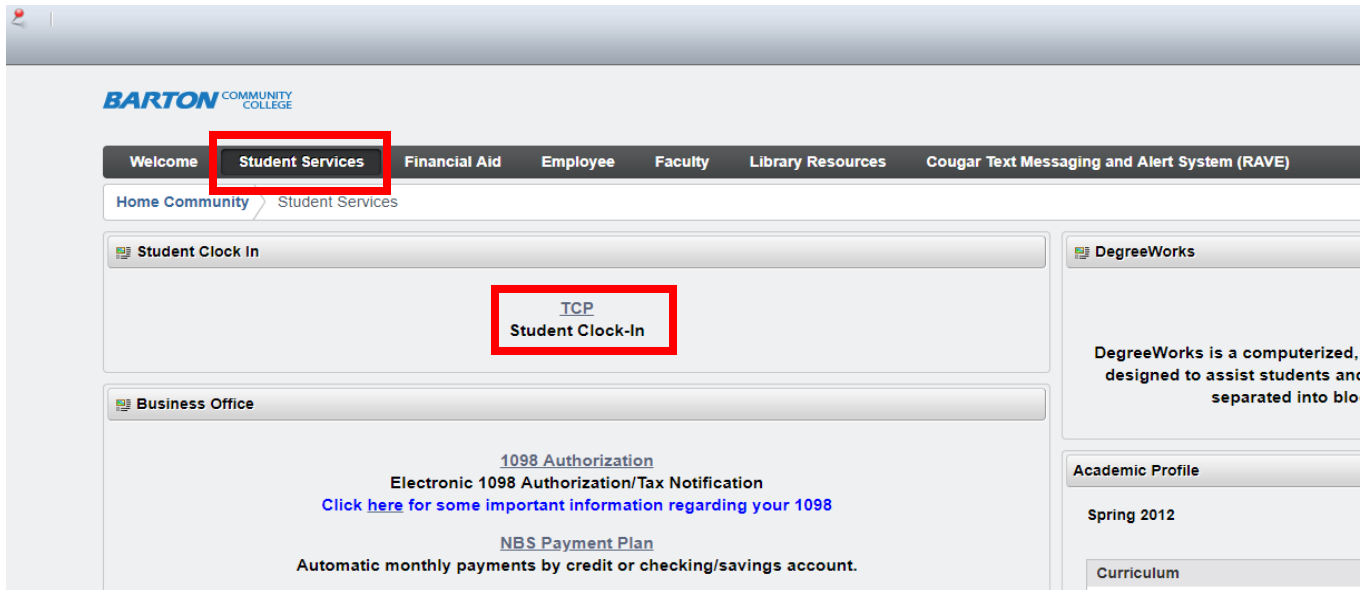 BARTON COMMUNITY COLLEGE
Welcome Student Services Financial Aid Employee Faculty Library Resources Cougar Text Messaging and Alert System (RAVE)
Home Community Student Services
Student Clock In
TCP
Student Clock-In
Business Office
1098 Authorization
Electronic 1098 Authorization/Tax Notification
Click here for some important information regarding your 1098
NBS Payment Plan
Automatic monthly payments by credit or checking/savings account.
DegreeWorks
DegreeWorks is a computerized,
designed to assist students and
separated into blo
Academic Profile
Spring 2012
Curriculum